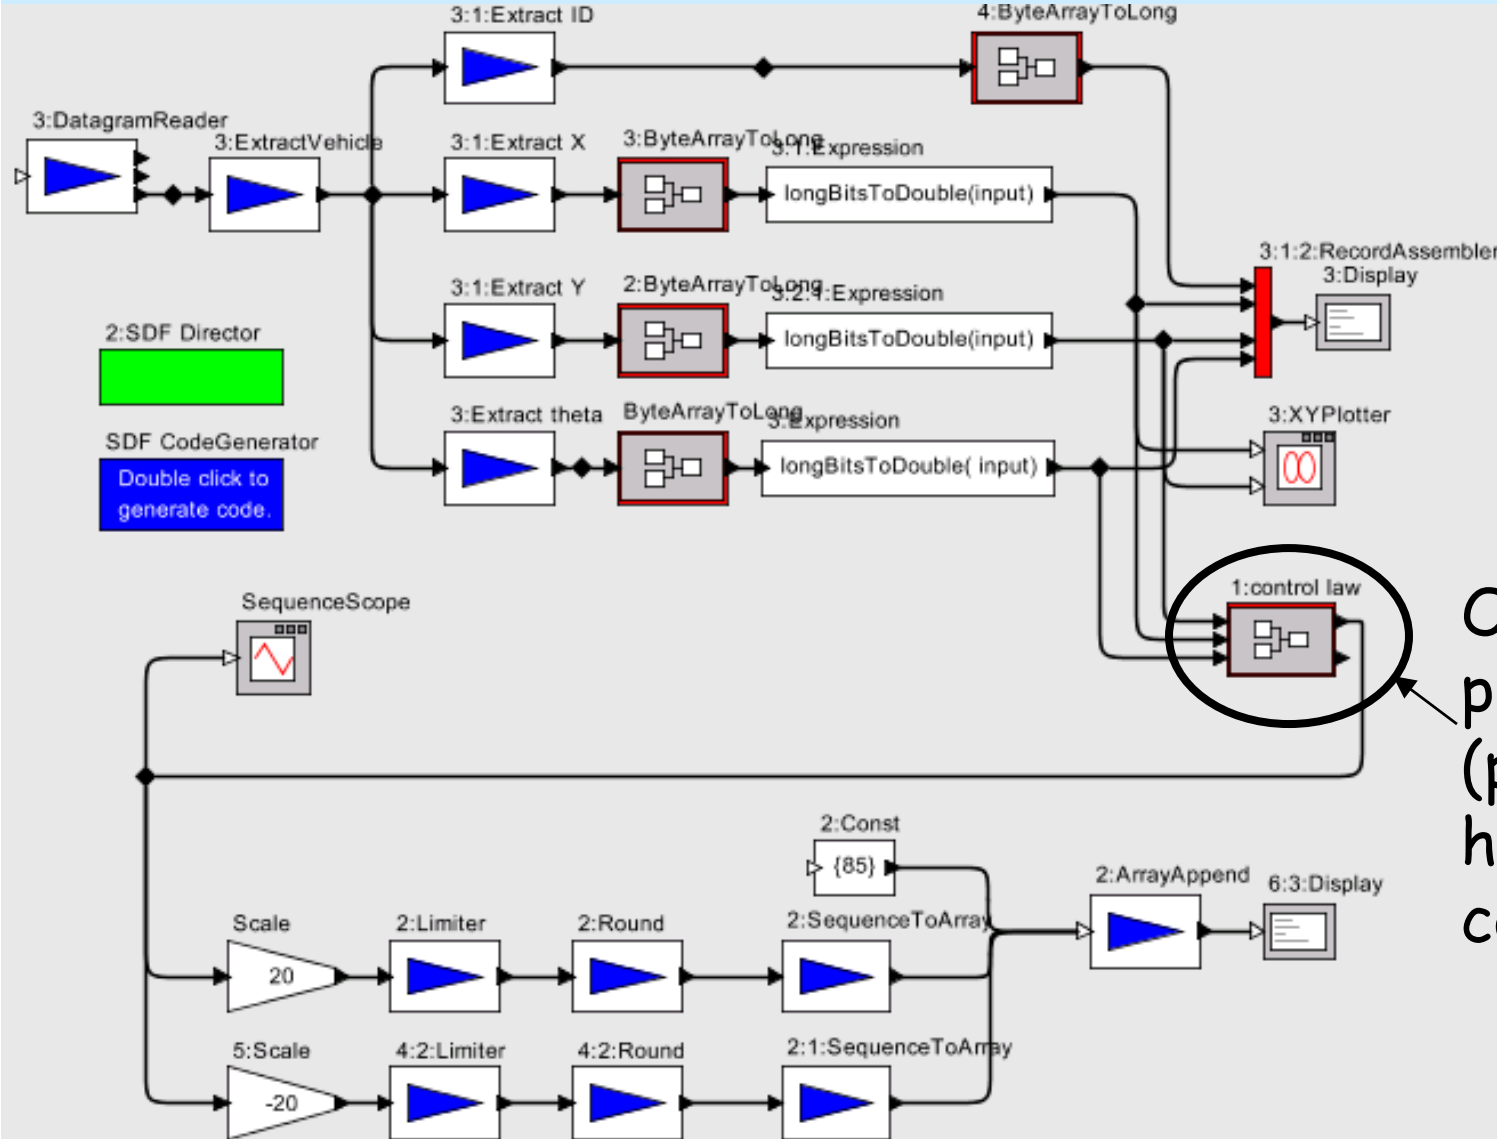 3:1:Extract ID
4:ByteArrayToLong
3:DatagramReader
3:ExtractVehicle
3:1:Extract X
3:ByteArrayToLong
3:1:Expression
longBitsToDouble(input)
3:1:2:RecordAssembler
3:Display
3:1:Extract Y
2:ByteArrayToLong
3:2:1:Expression
longBitsToDouble(input)
2:SDF Director
3:Extract theta
ByteArrayToLong
3:Expression
longBitsToDouble( input)
3:XYPlotter
SDF CodeGenerator
Double click to
generate code.
1:control law
SequenceScope
2:Const
{85}
2:ArrayAppend
6:3:Display
Scale
20
2:Limiter
2:Round
2:SequenceToArray
5:Scale
-20
4:2:Limiter
4:2:Round
2:1:SequenceToArray